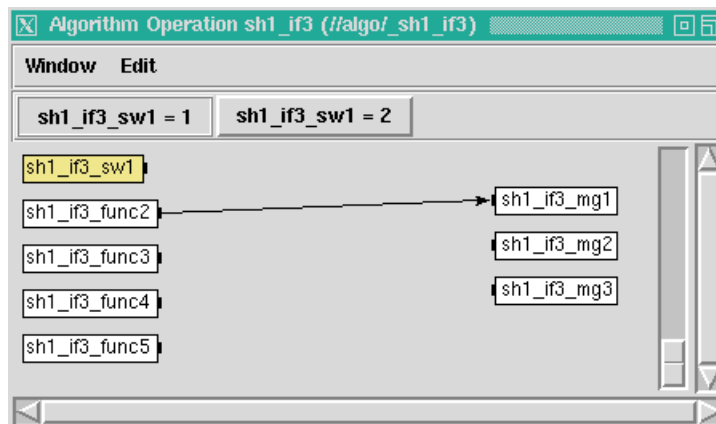 Algorithm Operation sh1_if3 (//algo/_sh1_if3)
Window Edit
sh1_if3_sw1 = 1 sh1_if3_sw1 = 2
sh1_if3_sw1
sh1_if3_func2 sh1_if3_mg1
sh1_if3_func3 sh1_if3_mg2
sh1_if3_func4 sh1_if3_mg3
sh1_if3_func5